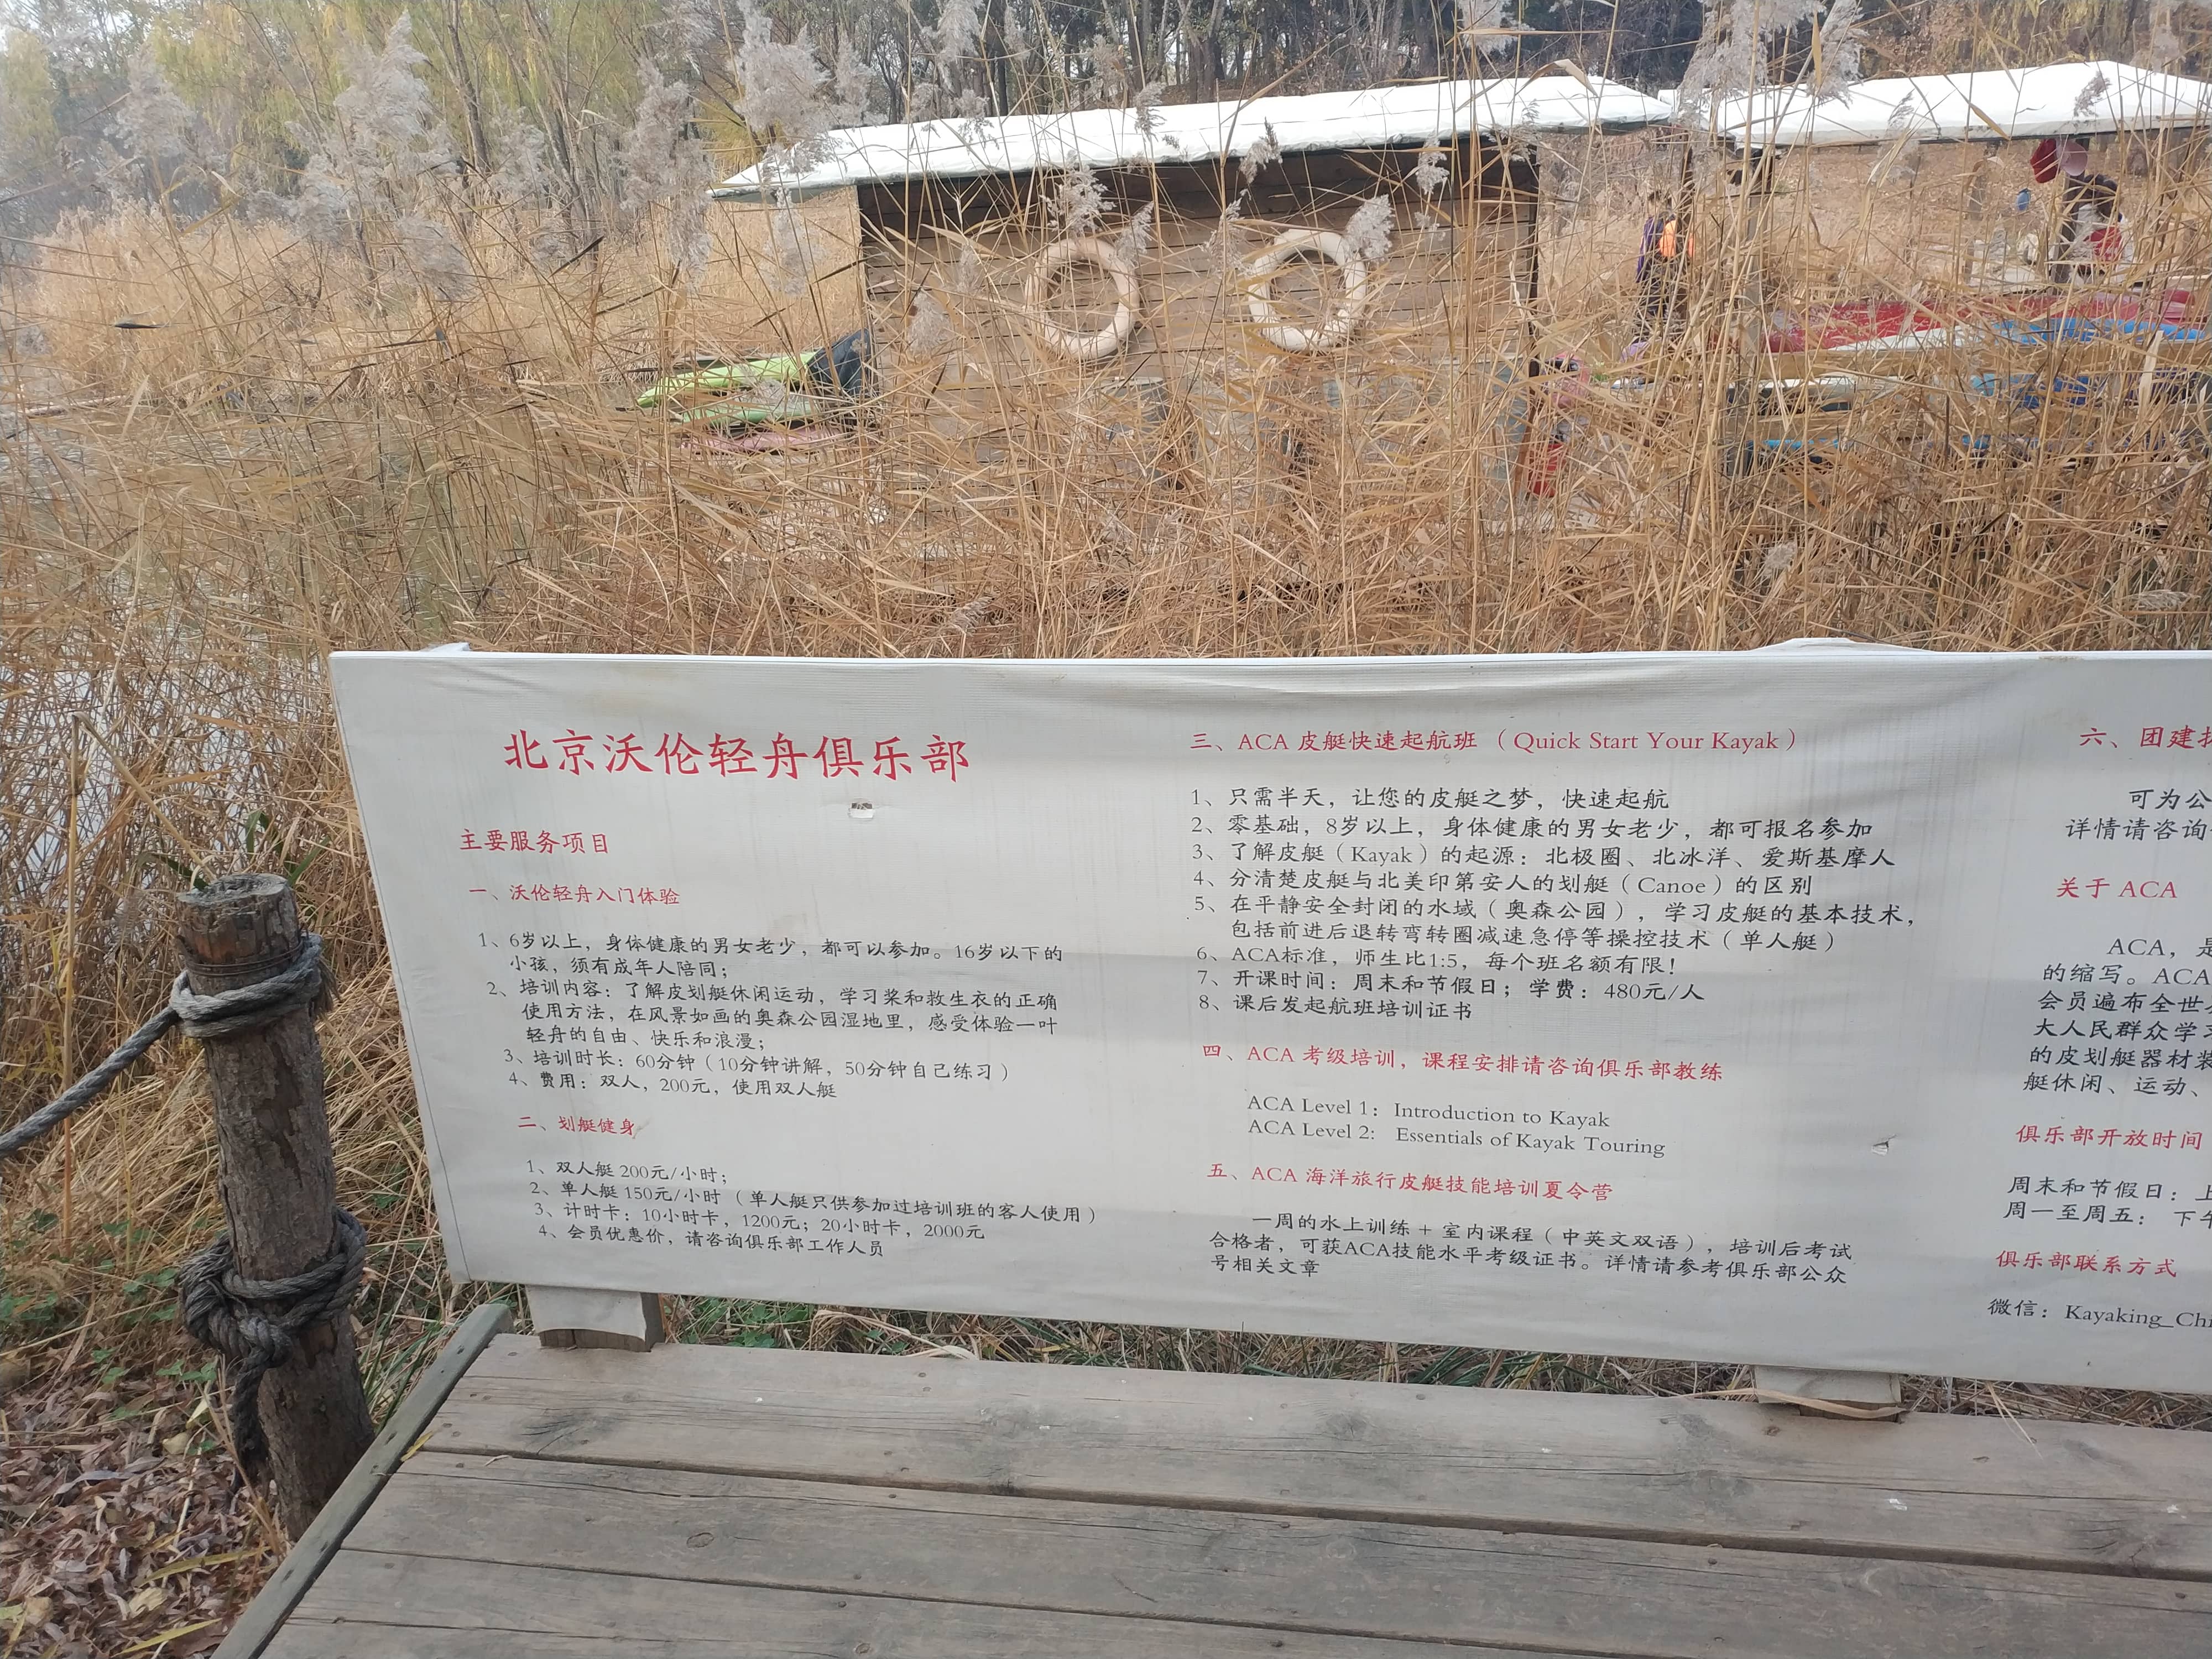 北京沃伦轻舟俱乐部
主要服务项目
一、沃伦轻舟入门体验
1、6岁以上，身体健康的男女老少，都可以参加。16岁以下的
小孩，须有成年人陪同；
2、培训内容：了解皮划艇休闲运动，学习桨和救生衣的正确
使用方法，在风景如画的奥森公园湿地里，感受体验一叶
轻舟的自由、快乐和浪漫；
3、培训时长：60分钟（10分钟讲解，50分钟自己练习）
4、费用：双人，200元，使用双人艇
二、划艇健身
1、双人艇 200元/小时；
2、单人艇 150元/小时 （单人艇只供参加过培训班的客人使用）
3、计时卡：10小时卡，1200元；20小时卡，2000元
4、会员优惠价，请咨询俱乐部工作人员
三、ACA 皮艇快速起航班 （Quick Start Your Kayak）
1、只需半天，让您的皮艇之梦，快速起航
2、零基础，8岁以上，身体健康的男女老少，都可报名参加
3、了解皮艇（Kayak）的起源：北极圈、北冰洋、爱斯基摩人
4、分清楚皮艇与北美印第安人的划艇（Canoe）的区别
5、在平静安全封闭的水域（奥森公园），学习皮艇的基本技术，
包括前进后退转弯转圈减速急停等操控技术（单人艇）
6、ACA标准，师生比1:5，每个班名额有限！
7、开课时间：周末和节假日；学费：480元/人
8、课后发起航班培训证书
四、ACA 考级培训，课程安排请咨询俱乐部教练
ACA Level 1： Introduction to Kayak
ACA Level 2: Essentials of Kayak Touring
五、ACA 海洋旅行皮艇技能培训夏令营
一周的水上训练 + 室内课程（中英文双语），培训后考试
合格者，可获ACA技能水平考级证书。详情请参考俱乐部公众
号相关文章
六、团建
可为公
详情请咨询
关于 ACA
ACA，是
的缩写。ACA
会员遍布全世
大人民群众学
的皮划艇器材装
艇休闲、运动、
俱乐部开放时间
周末和节假日：上
周一至周五： 下午
俱乐部联系方式
微信：Kayaking_Chi